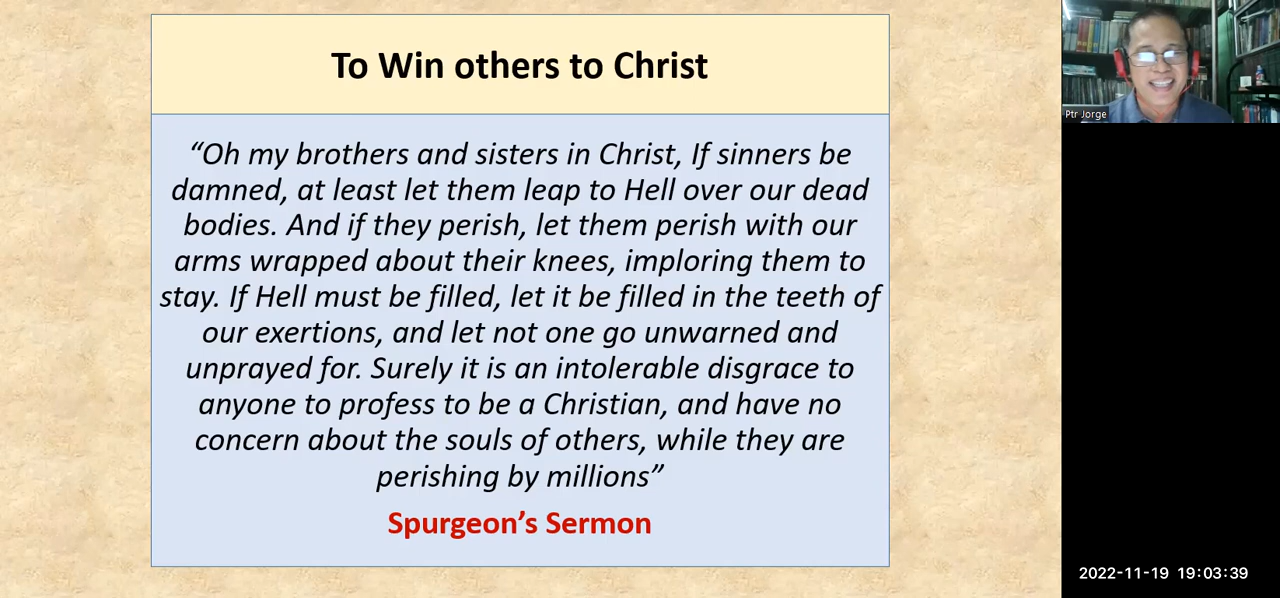 To Win others to Christ
“Oh my brothers and sisters in Christ, If sinners be
damned, at least let them leap to Hell over our dead
bodies. And if they perish, let them perish with our
arms wrapped about their knees, imploring them to
stay. If Hell must be filled, let it be filled in the teeth of
our exertions, and let not one go unwarned and
unprayed for. Surely it is an intolerable disgrace to
anyone to profess to be a Christian, and have no
concern about the souls of others, while they are
perishing by millions”
Spurgeon’s Sermon
Ptr Jorge
2022-11-19 19:03:39